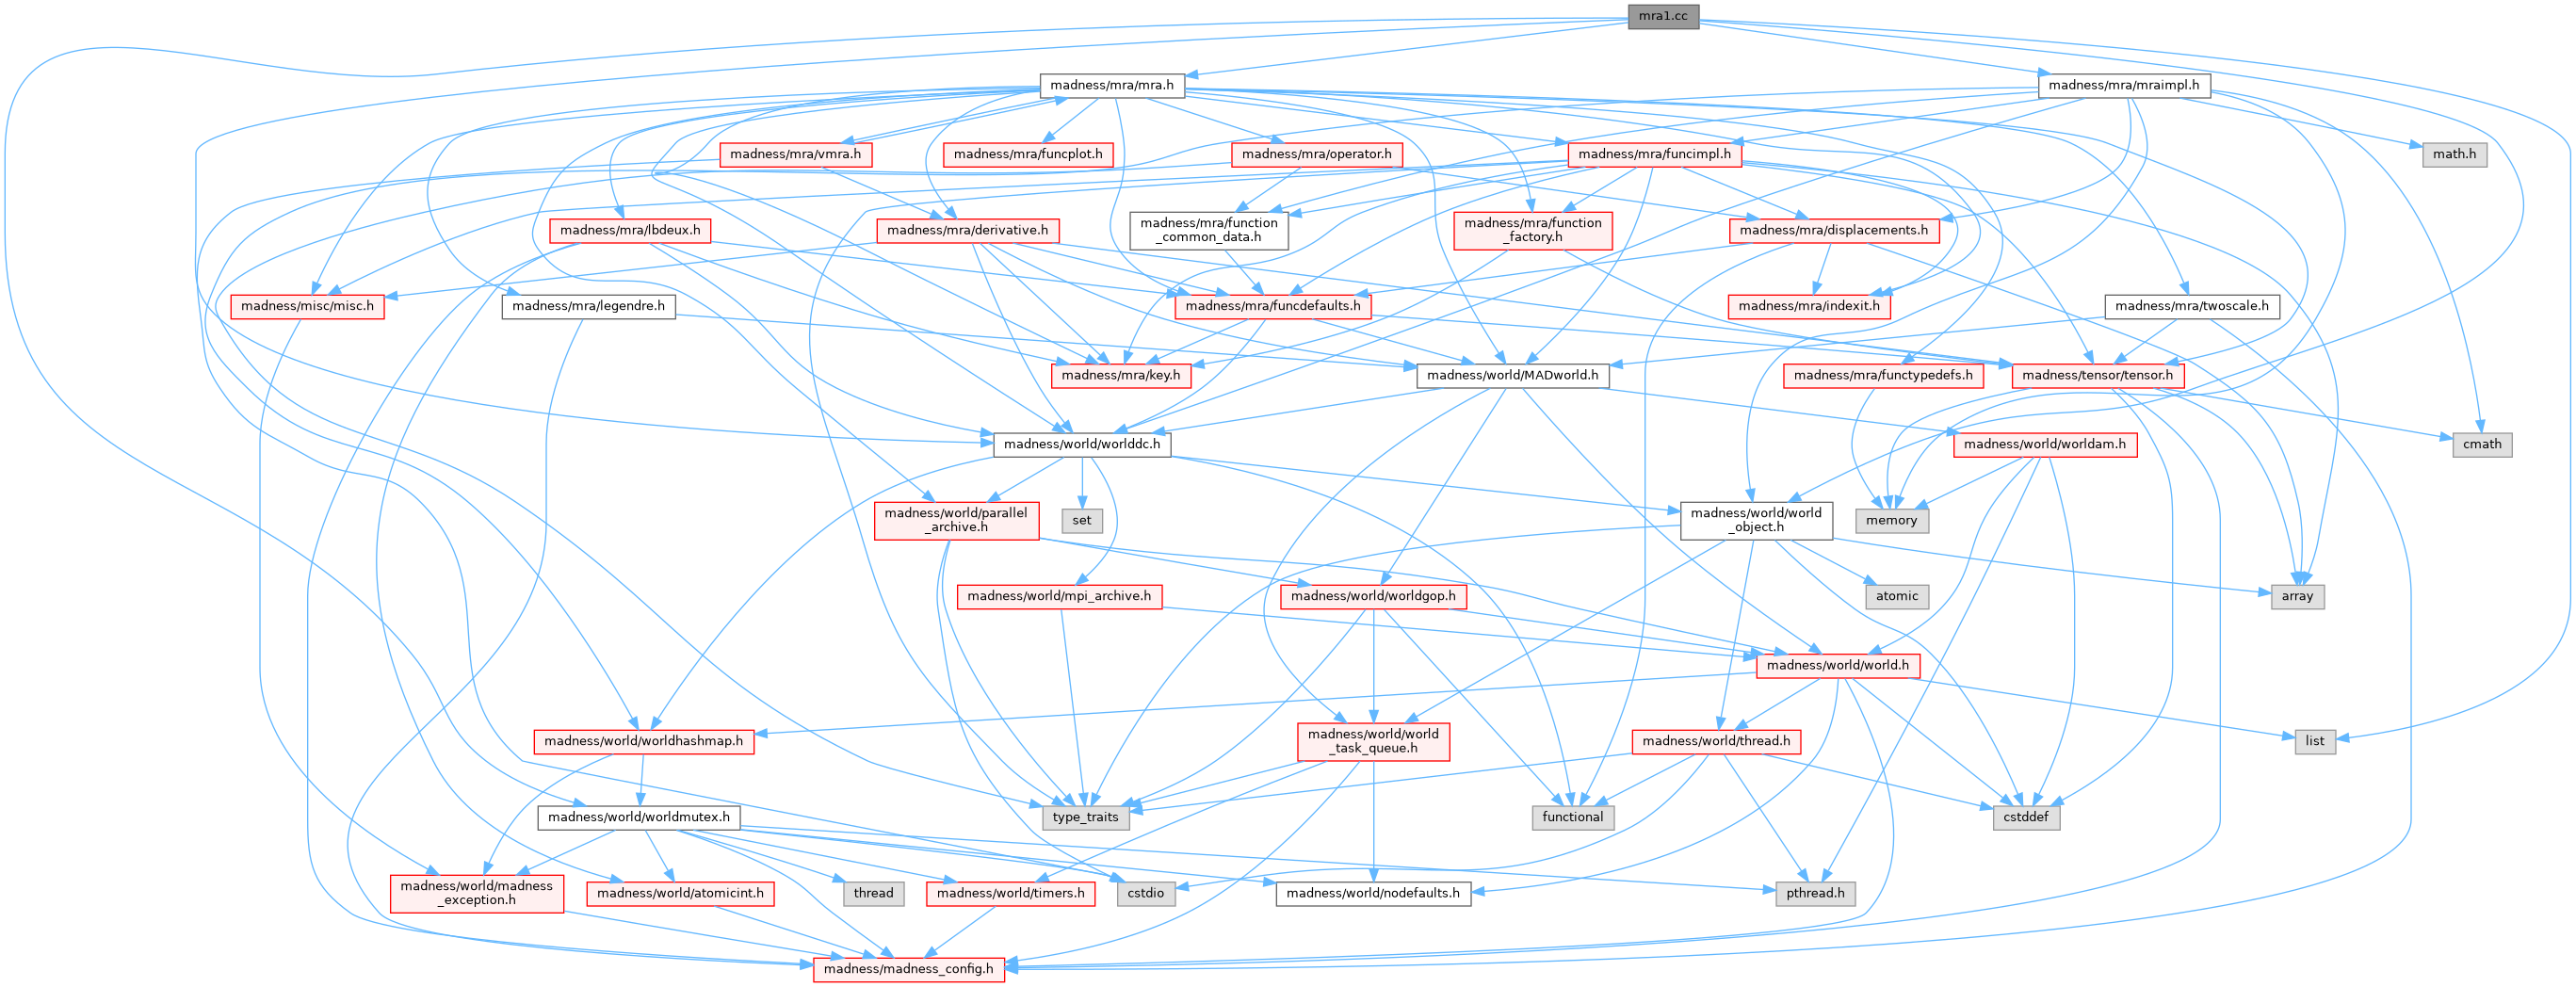 mra1.cc
madness/mra/mra.h
madness/mra/mraimpl.h
madness/mra/vmra.h
madness/mra/funcplot.h
madness/mra/operator.h
madness/mra/funcimpl.h
math.h
madness/mra/lbdeux.h
madness/mra/derivative.h
madness/mra/function
_common_data.h
madness/mra/function
_factory.h
madness/mra/displacements.h
madness/misc/misc.h
madness/mra/legendre.h
madness/mra/funcdefaults.h
madness/mra/indexit.h
madness/mra/twoscale.h
madness/mra/key.h
madness/world/MADworld.h
madness/mra/functypedefs.h
madness/tensor/tensor.h
madness/world/worlddc.h
madness/world/worldam.h
cmath
madness/world/parallel
_archive.h
set
madness/world/world
_object.h
memory
madness/world/mpi_archive.h
madness/world/worldgop.h
atomic
array
madness/world/world.h
madness/world/worldhashmap.h
madness/world/world
_task_queue.h
madness/world/thread.h
list
madness/world/worldmutex.h
type_traits
functional
cstddef
madness/world/madness
_exception.h
madness/world/atomicint.h
thread
madness/world/timers.h
cstdio
madness/world/nodefaults.h
pthread.h
madness/madness_config.h